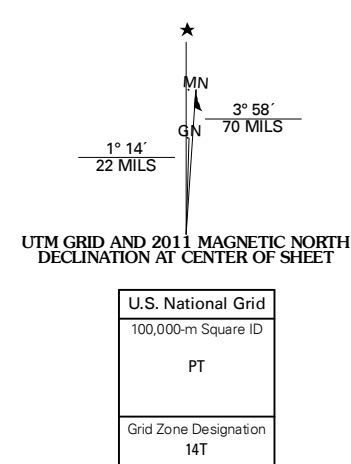 MN
3° 58´
70 MILS
GN
1° 14´
22 MILS
UTM GRID AND 2011 MAGNETIC NORTH
DECLINATION AT CENTER OF SHEET
U.S. National Grid
100,000-m Square ID
PT
Grid Zone Designation
14T